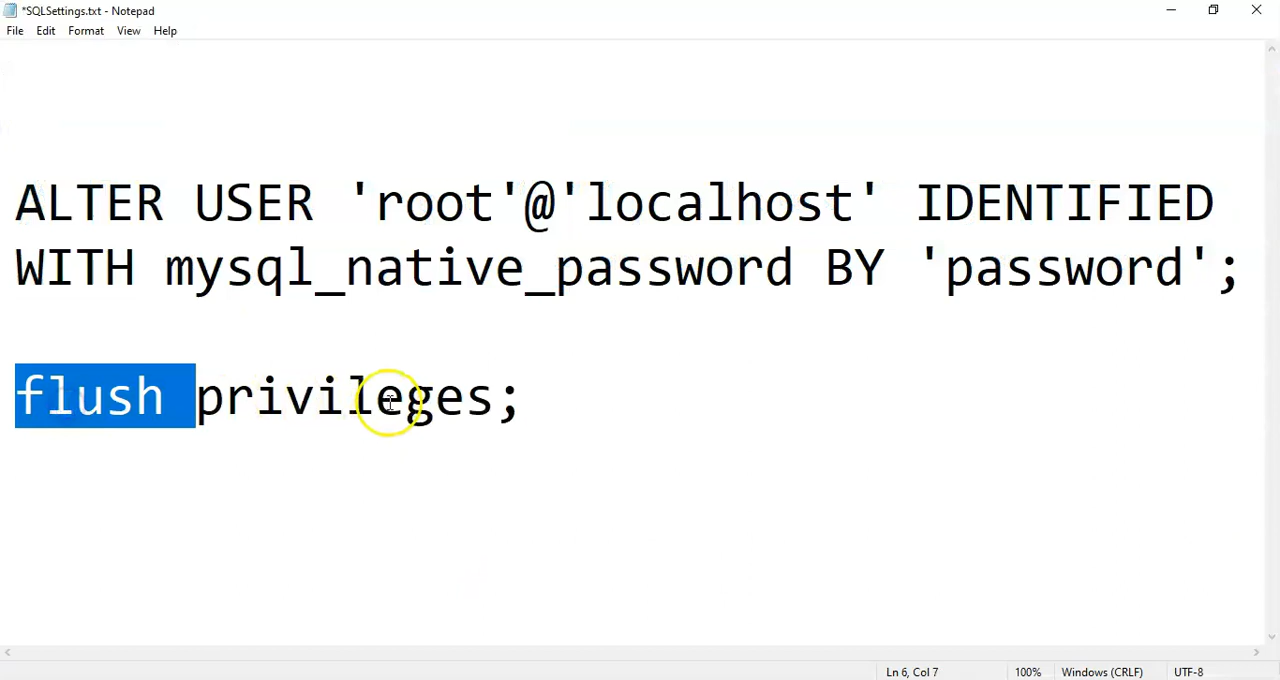 *SQLSettings.txt - Notepad
File Edit Format View Help
ALTER USER 'root'@'localhost' IDENTIFIED
WITH mysql_native_password BY 'password';
flush privileges;
Ln 6, Col 7 100% Windows (CRLF) UTF-8